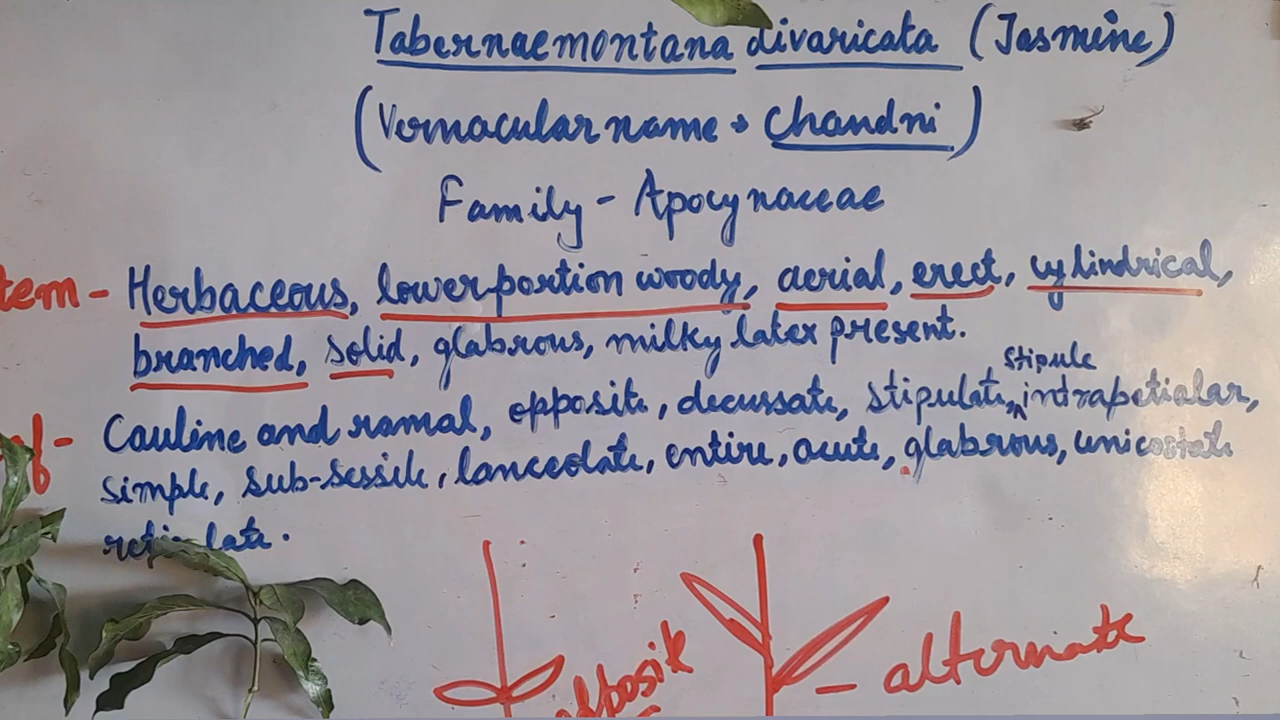 Tabernaemontana divaricata (Jasmine)
(Vernacular name → Chandni)
Family - Apocynaceae
tem - Herbaceous, lower portion woody, aerial, erect, cylindrical,
branched, solid, glabrous, milky latex present.
stipule
Cauline and ramal, opposite, decussate, stipulate, intrapetialar,
simple, sub-sessile, lanceolate, entire, acute, glabrous, unicostate
opposite
- alternate